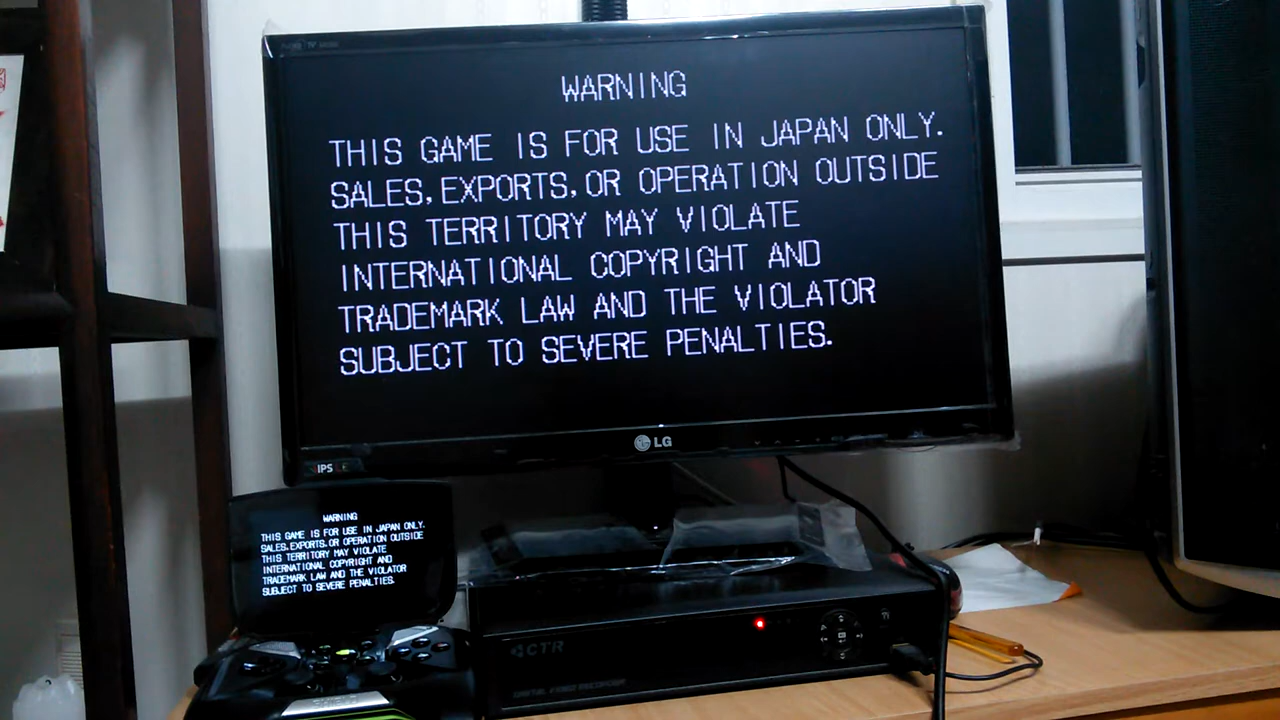 WARNING
THIS GAME IS FOR USE IN JAPAN ONLY.
SALES, EXPORTS, OR OPERATION OUTSIDE
THIS TERRITORY MAY VIOLATE
INTERNATIONAL COPYRIGHT AND
TRADEMARK LAW AND THE VIOLATOR
SUBJECT TO SEVERE PENALTIES.
LG
IPS
WARNING
THIS GAME IS FOR USE IN JAPAN ONLY.
SALES, EXPORTS, OR OPERATION OUTSIDE
THIS TERRITORY MAY VIOLATE
INTERNATIONAL COPYRIGHT AND
TRADEMARK LAW AND THE VIOLATOR
SUBJECT TO SEVERE PENALTIES.
CTR
DIGITAL VIDEO RECORDER